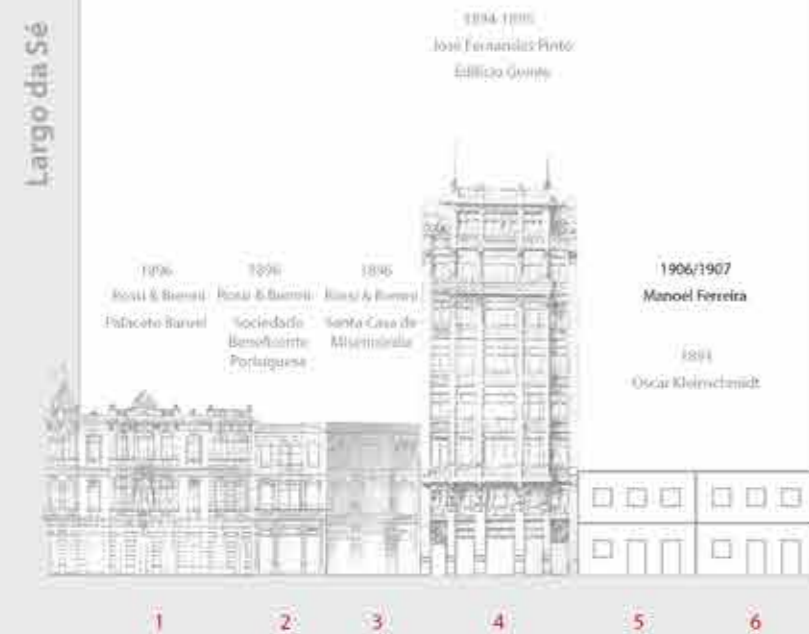 Largo da Sé
1894-1895
José Fernandes Pinto
Edifício
1896
Rossi & Brenni
Palacete Baruel
1896
Rossi & Brenni
Sociedade
Beneficente
Portuguesa
1896
Rossi & Brenni
Santa Casa de
Misericórdia
1906/1907
Manoel Ferreira
Oscar Kleinschmidt
1
2
3
4
5
6